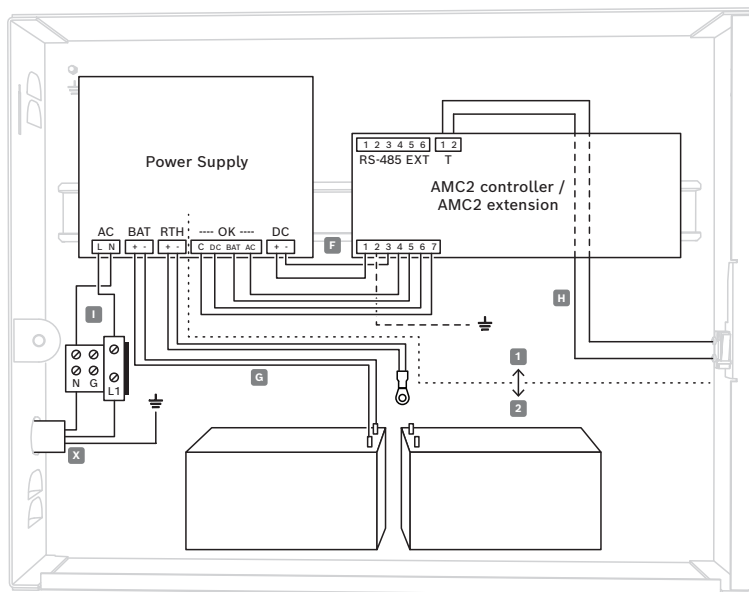 1 2 3 4 5 6 1 2
RS-485 EXT T
Power Supply
AMC2 controller /
AMC2 extension
AC BAT RTH ---- OK ---- DC
L N + - + - C DC BAT AC + -
F
1 2 3 4 5 6 7
H
I
N G
L1
G
1
2
X